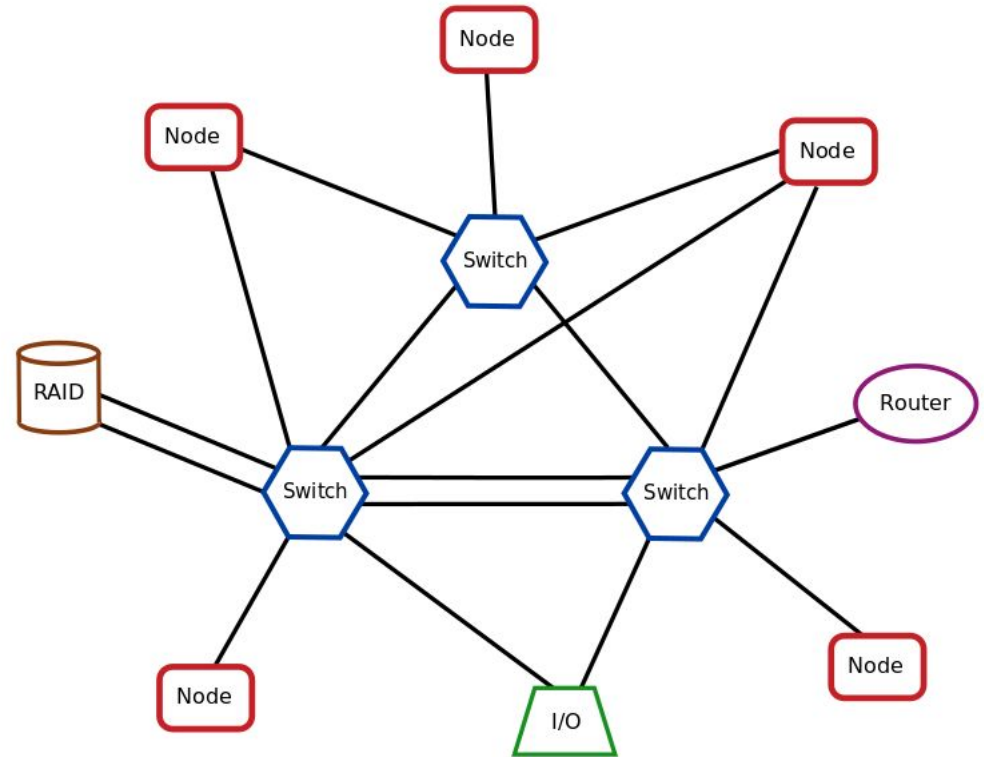 Node
Node
Node
Switch
RAID
Router
Switch
Switch
Node
Node
I/O